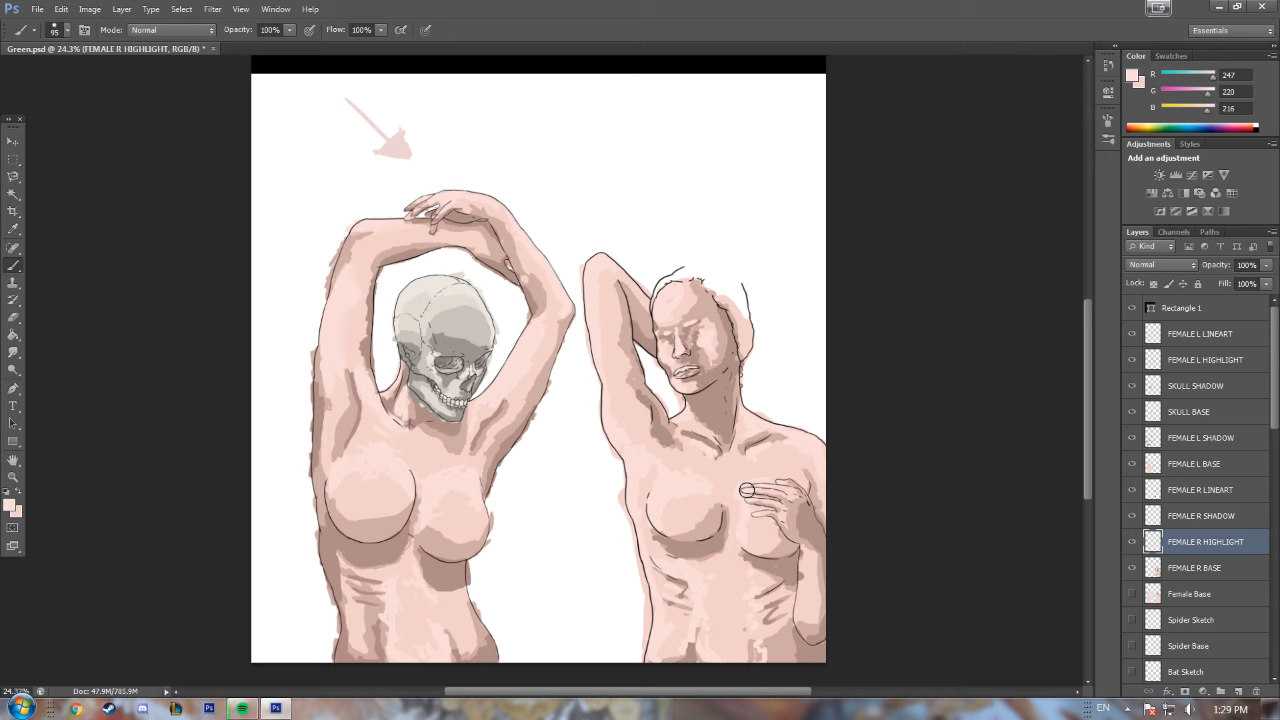 Ps File Edit Image Layer Type Select Filter View Window Help
95 Mode: Normal Opacity: 100% Flow: 100% Essentials
Green.psd @ 24.3% (FEMALE R HIGHLIGHT, RGB/8) * ×
Color Swatches
R 247
G 220
B 216
Adjustments Styles
Add an adjustment
Layers Channels Paths
Kind
Normal Opacity: 100%
Lock: Fill: 100%
Rectangle 1
FEMALE L LINEART
FEMALE L HIGHLIGHT
SKULL SHADOW
SKULL BASE
FEMALE L SHADOW
FEMALE L BASE
FEMALE R LINEART
FEMALE R SHADOW
FEMALE R HIGHLIGHT
FEMALE R BASE
Female Base
Spider Sketch
Spider Base
Bat Sketch
Doc: 47.9M/785.9M
EN 1:29 PM